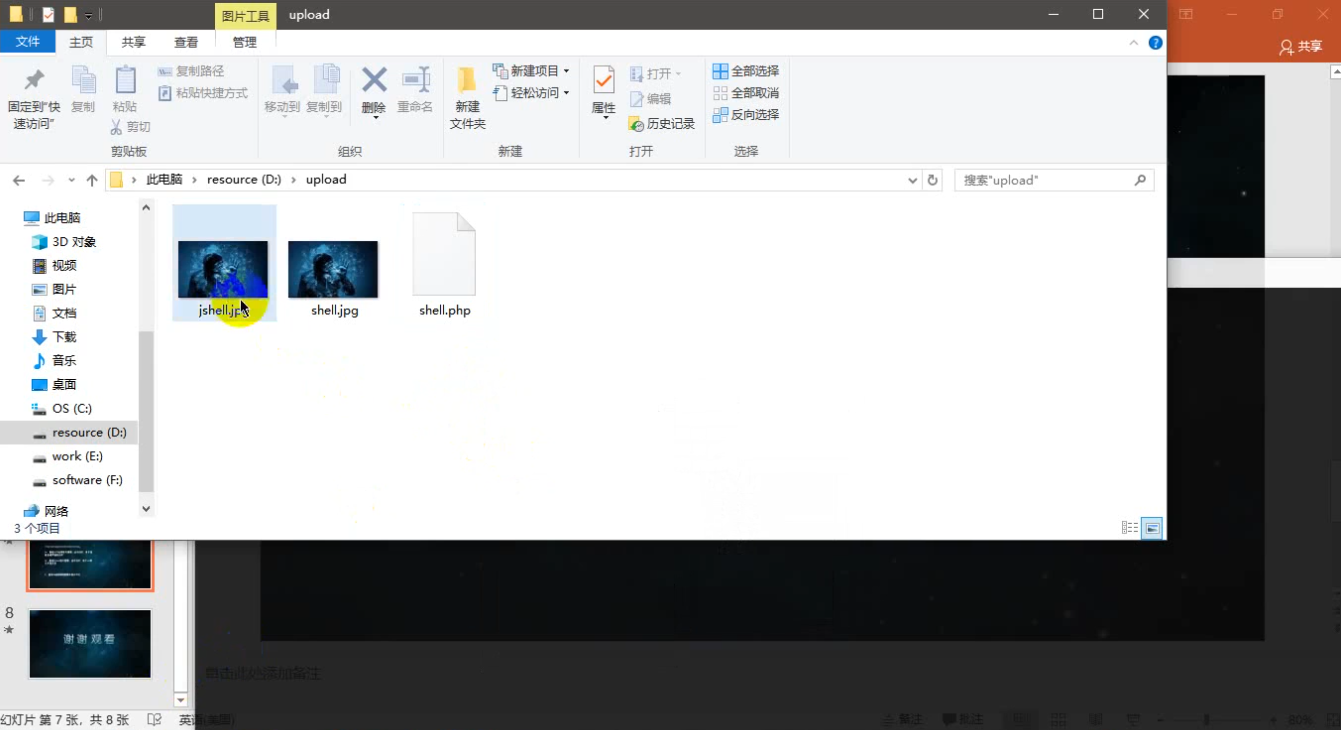 图片工具 upload
文件 主页 共享 查看 管理
共享
固定到"快速访问"
复制
粘贴
复制路径
粘贴快捷方式
剪切
剪贴板
移动到 复制到 删除 重命名
组织
新建文件夹
新建项目
轻松访问
新建
属性
打开
编辑
历史记录
打开
全部选择
全部取消
反向选择
选择
此电脑 resource (D:) upload
搜索"upload"
此电脑
3D 对象
视频
图片
文档
下载
音乐
桌面
OS (C:)
resource (D:)
work (E:)
software (F:)
网络
jshell.jpg shell.jpg shell.php
3 个项目
8
谢谢观看
单击此处添加备注
幻灯片 第 7 张，共 8 张 英语(美国)
备注 批注 80%